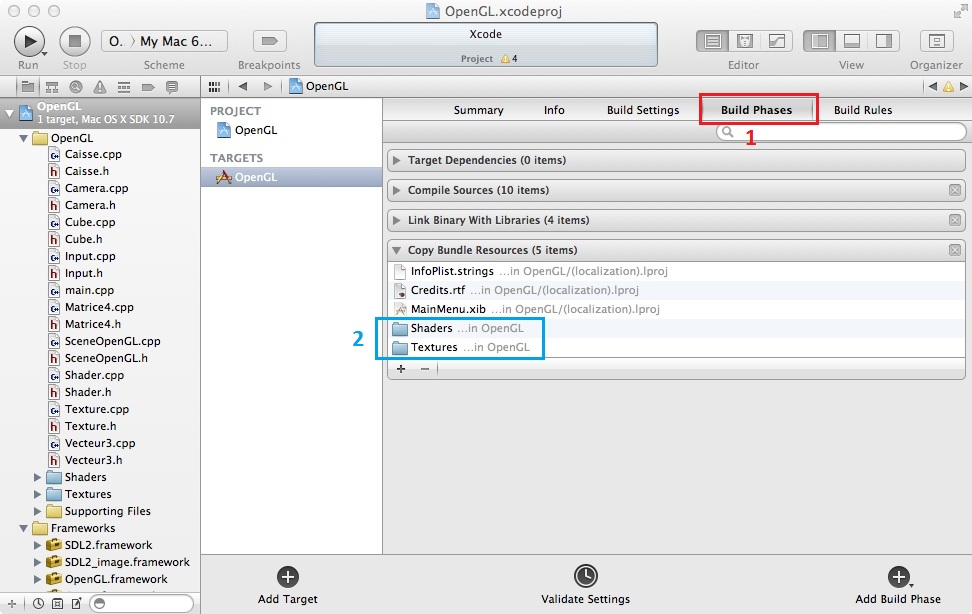 OpenGL.xcodeproj
O. 〉 My Mac 6...
Xcode
Project 4
Run
Stop
Scheme
Breakpoints
Editor
View
Organizer
OpenGL
OpenGL
1 target, Mac OS X SDK 10.7
OpenGL
Caisse.cpp
Caisse.h
Camera.cpp
Camera.h
Cube.cpp
Cube.h
Input.cpp
Input.h
main.cpp
Matrice4.cpp
Matrice4.h
SceneOpenGL.cpp
SceneOpenGL.h
Shader.cpp
Shader.h
Texture.cpp
Texture.h
Vecteur3.cpp
Vecteur3.h
Shaders
Textures
Supporting Files
Frameworks
SDL2.framework
SDL2_image.framework
OpenGL.framework
PROJECT
OpenGL
TARGETS
OpenGL
Summary
Info
Build Settings
Build Phases
Build Rules
1
Target Dependencies (0 items)
Compile Sources (10 items)
Link Binary With Libraries (4 items)
Copy Bundle Resources (5 items)
InfoPlist.strings ...in OpenGL/(localization).lproj
Credits.rtf ...in OpenGL/(localization).lproj
MainMenu.xib ...in OpenGL/(localization).lproj
2
Shaders ...in OpenGL
Textures ...in OpenGL
+ −
Add Target
Validate Settings
Add Build Phase